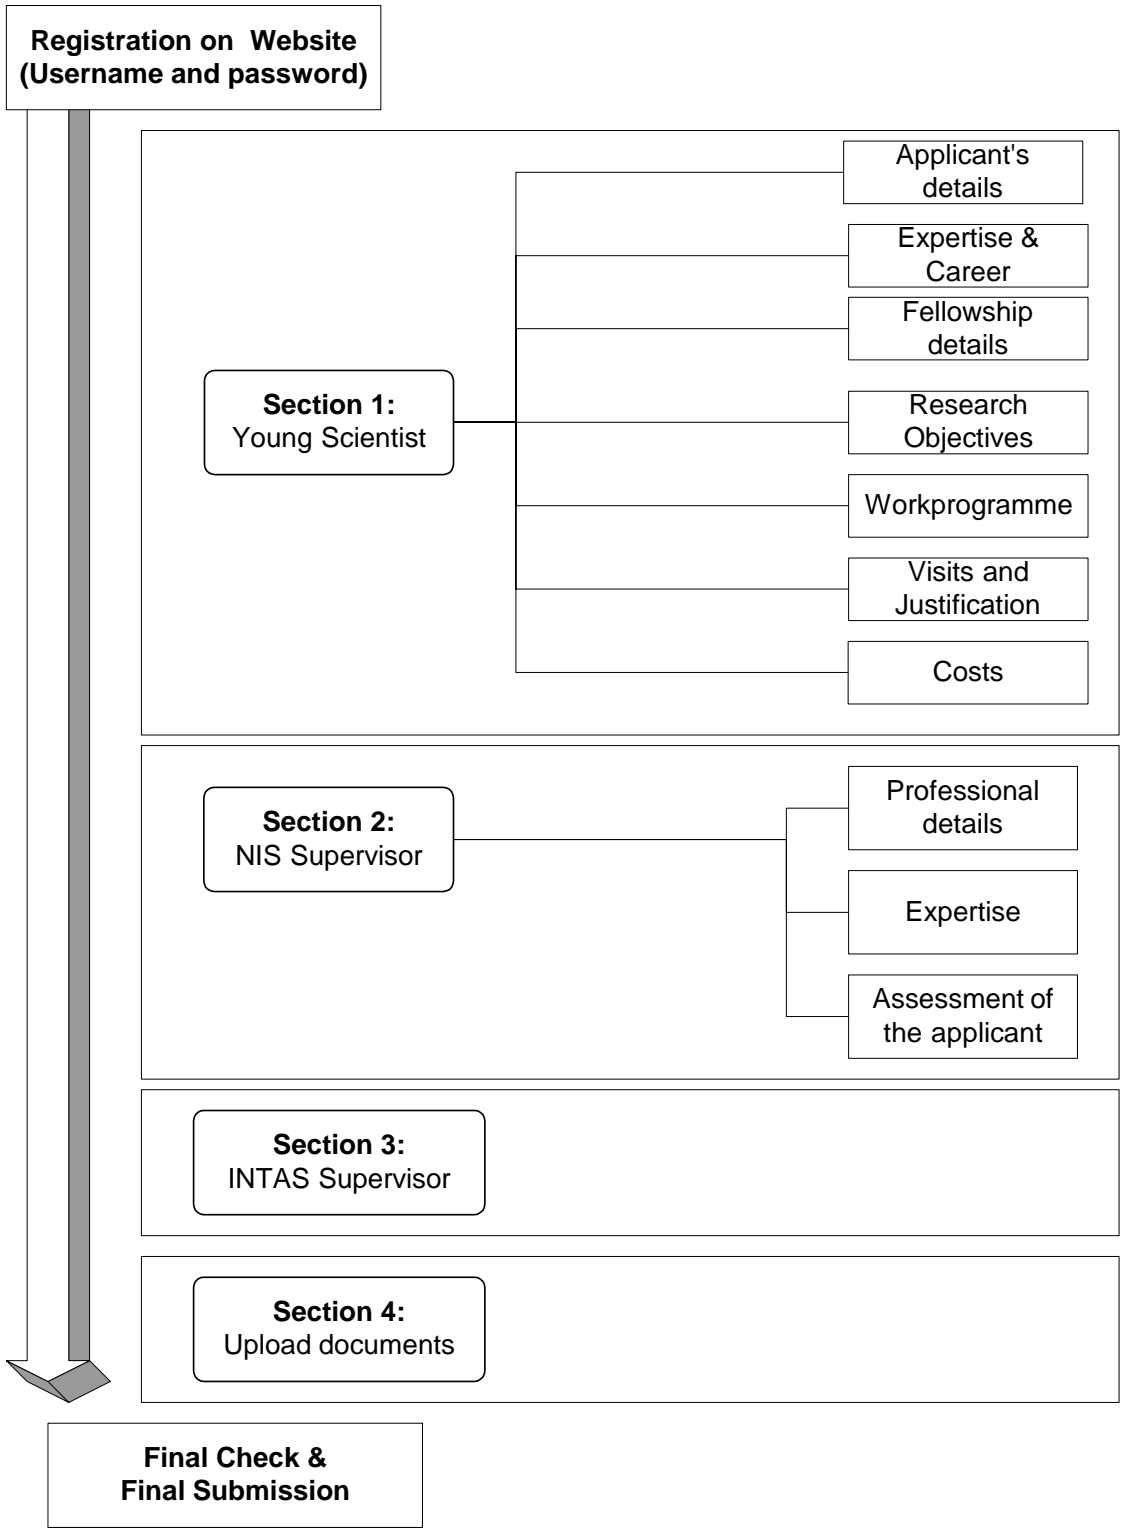 Registration on Website
(Username and password)
Applicant's
details
Expertise &
Career
Fellowship
details
Section 1:
Young Scientist
Research
Objectives
Workprogramme
Visits and
Justification
Costs
Section 2:
NIS Supervisor
Professional
details
Expertise
Assessment of
the applicant
Section 3:
INTAS Supervisor
Section 4:
Upload documents
Final Check &
Final Submission